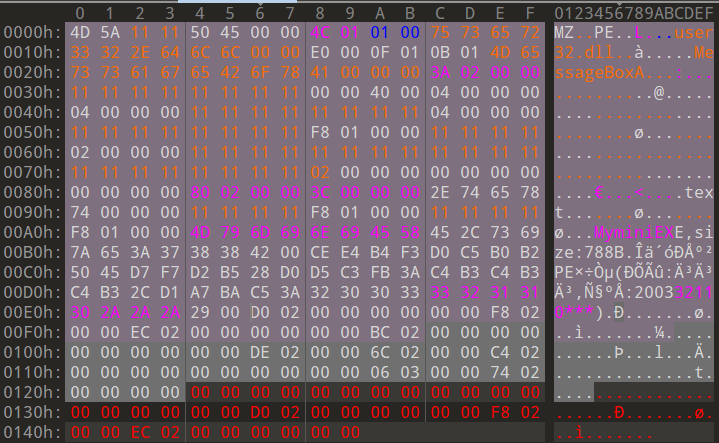 0 1 2 3 4 5 6 7 8 9 A B C D E F 0123456789ABCDEF
0000h: 4D 5A 11 11 50 45 00 00 4C 01 01 00 75 73 65 72 MZ..PE..L...user
0010h: 33 32 2E 64 6C 6C 00 00 E0 00 0F 01 0B 01 4D 65 32.dll..à.....Me
0020h: 73 73 61 67 65 42 6F 78 41 00 00 00 3A 02 00 00 ssageBoxA...:...
0030h: 11 11 11 11 11 11 11 11 00 00 40 00 04 00 00 00 ..........@.....
0040h: 04 00 00 00 11 11 11 11 11 11 11 11 04 00 00 00 ................
0050h: 11 11 11 11 11 11 11 11 F8 01 00 00 11 11 11 11 ........ø.......
0060h: 02 00 00 00 11 11 11 11 11 11 11 11 11 11 11 11 ................
0070h: 11 11 11 11 11 11 11 11 02 00 00 00 00 00 00 00 ................
0080h: 00 00 00 00 80 02 00 00 3C 00 00 00 2E 74 65 78 ....€...<....tex
0090h: 74 00 00 00 11 11 11 11 F8 01 00 00 11 11 11 11 t.......ø.......
00A0h: F8 01 00 00 4D 79 6D 69 6E 69 45 58 45 2C 73 69 ø...MyminiEXE,si
00B0h: 7A 65 3A 37 38 38 42 00 CE E4 B4 F3 D0 C5 B0 B2 ze:788B.Îä´óÐÅ°²
00C0h: 50 45 D7 F7 D2 B5 28 D0 D5 C3 FB 3A C4 B3 C4 B3 PE×÷Òµ(ÐÕÃû:Ä³Ä³
00D0h: C4 B3 2C D1 A7 BA C5 3A 32 30 30 33 33 32 31 31 Ä³,Ñ§ºÅ:20033211
00E0h: 30 2A 2A 2A 29 00 D0 02 00 00 00 00 00 00 F8 02 0***).Ð.......ø.
00F0h: 00 00 EC 02 00 00 00 00 00 00 BC 02 00 00 00 00 ..ì.......¼.....
0100h: 00 00 00 00 00 00 DE 02 00 00 6C 02 00 00 C4 02 ......Þ...l...Ä.
0110h: 00 00 00 00 00 00 00 00 00 00 06 03 00 00 74 02 ..............t.
0120h: 00 00 00 00 00 00 00 00 00 00 00 00 00 00 00 00 ................
0130h: 00 00 00 00 00 00 D0 02 00 00 00 00 00 00 F8 02 ......Ð.......ø.
0140h: 00 00 EC 02 00 00 00 00 00 00 ..ì.......